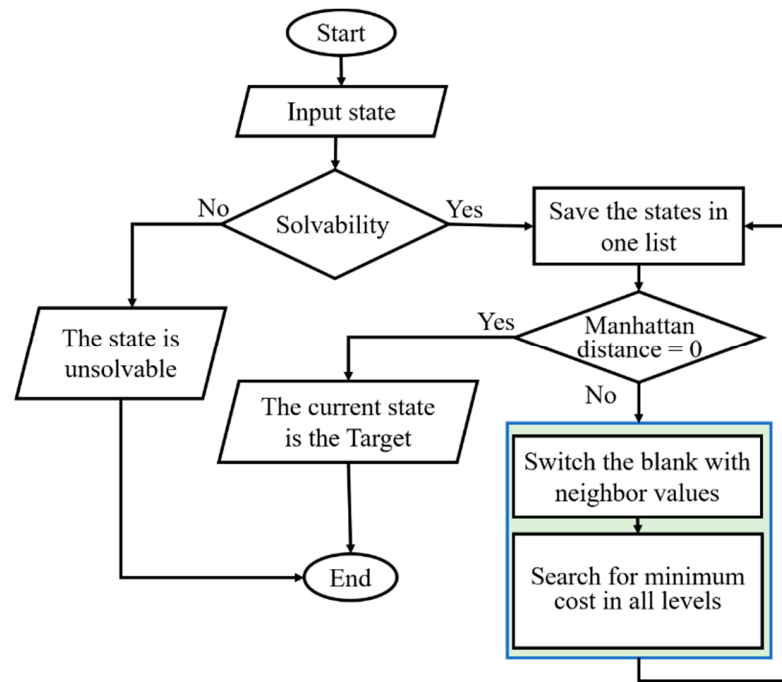 Start
Input state
No
Solvability
Yes
Save the states in
one list
The state is
unsolvable
Yes
Manhattan
distance = 0
The current state
is the Target
No
Switch the blank with
neighbor values
Search for minimum
cost in all levels
End